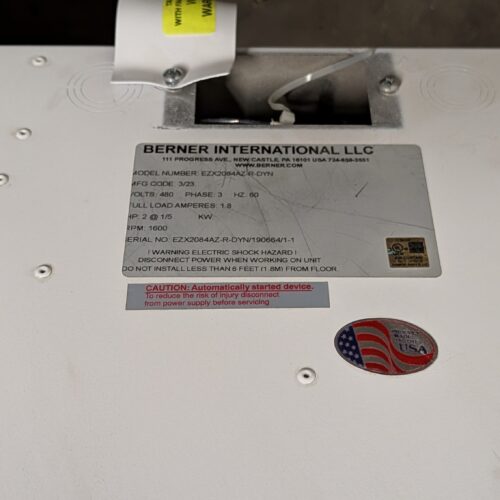 WITH
BERNER INTERNATIONAL LLC
111 PROGRESS AVE., NEW CASTLE, PA 16101 USA 724-658-3551
WWW.BERNER.COM
MODEL NUMBER: EZX2084AZ-R-DYN
MFG CODE: 3/23
VOLTS: 480 PHASE: 3 HZ: 60
FULL LOAD AMPERES: 1.8
HP: 2 @ 1/5 KW:
RPM: 1600
SERIAL NO: EZX2084AZ-R-DYN/190664/1-1
! WARNING ELECTRIC SHOCK HAZARD !
DISCONNECT POWER WHEN WORKING ON UNIT
DO NOT INSTALL LESS THAN 6 FEET (1.8M) FROM FLOOR.
CAUTION: Automatically started device.
To reduce the risk of injury disconnect
from power supply before servicing
USA